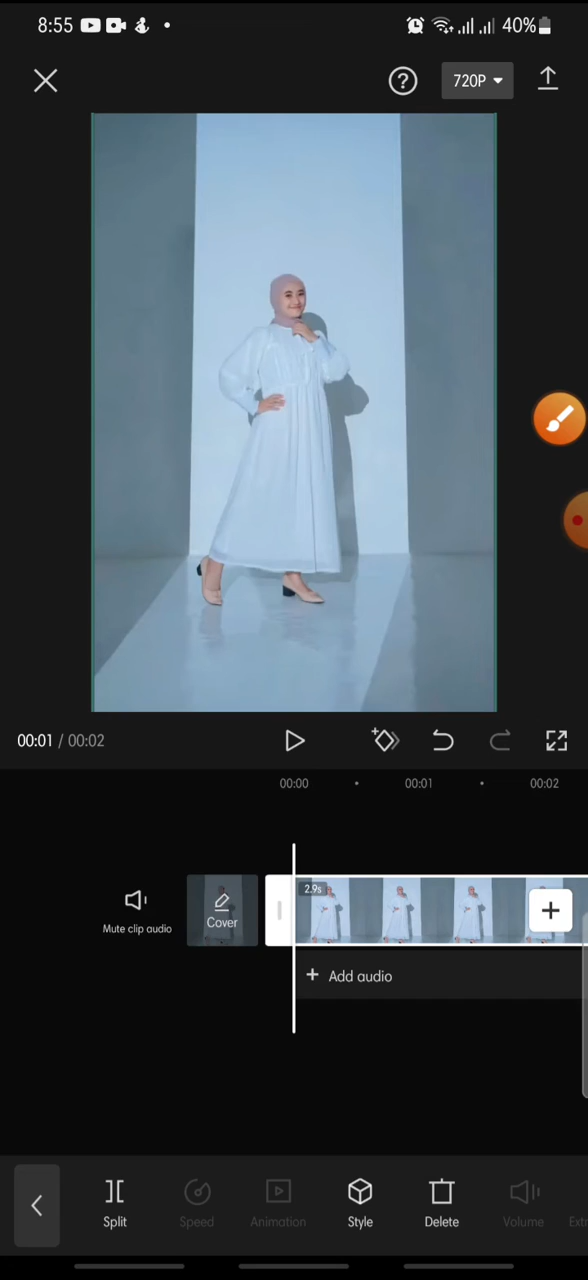 8:55
40%
720P
00:01 / 00:02
00:00
00:01
00:02
2.9s
Mute clip audio
Cover
Add audio
Split
Speed
Animation
Style
Delete
Volume
Extr